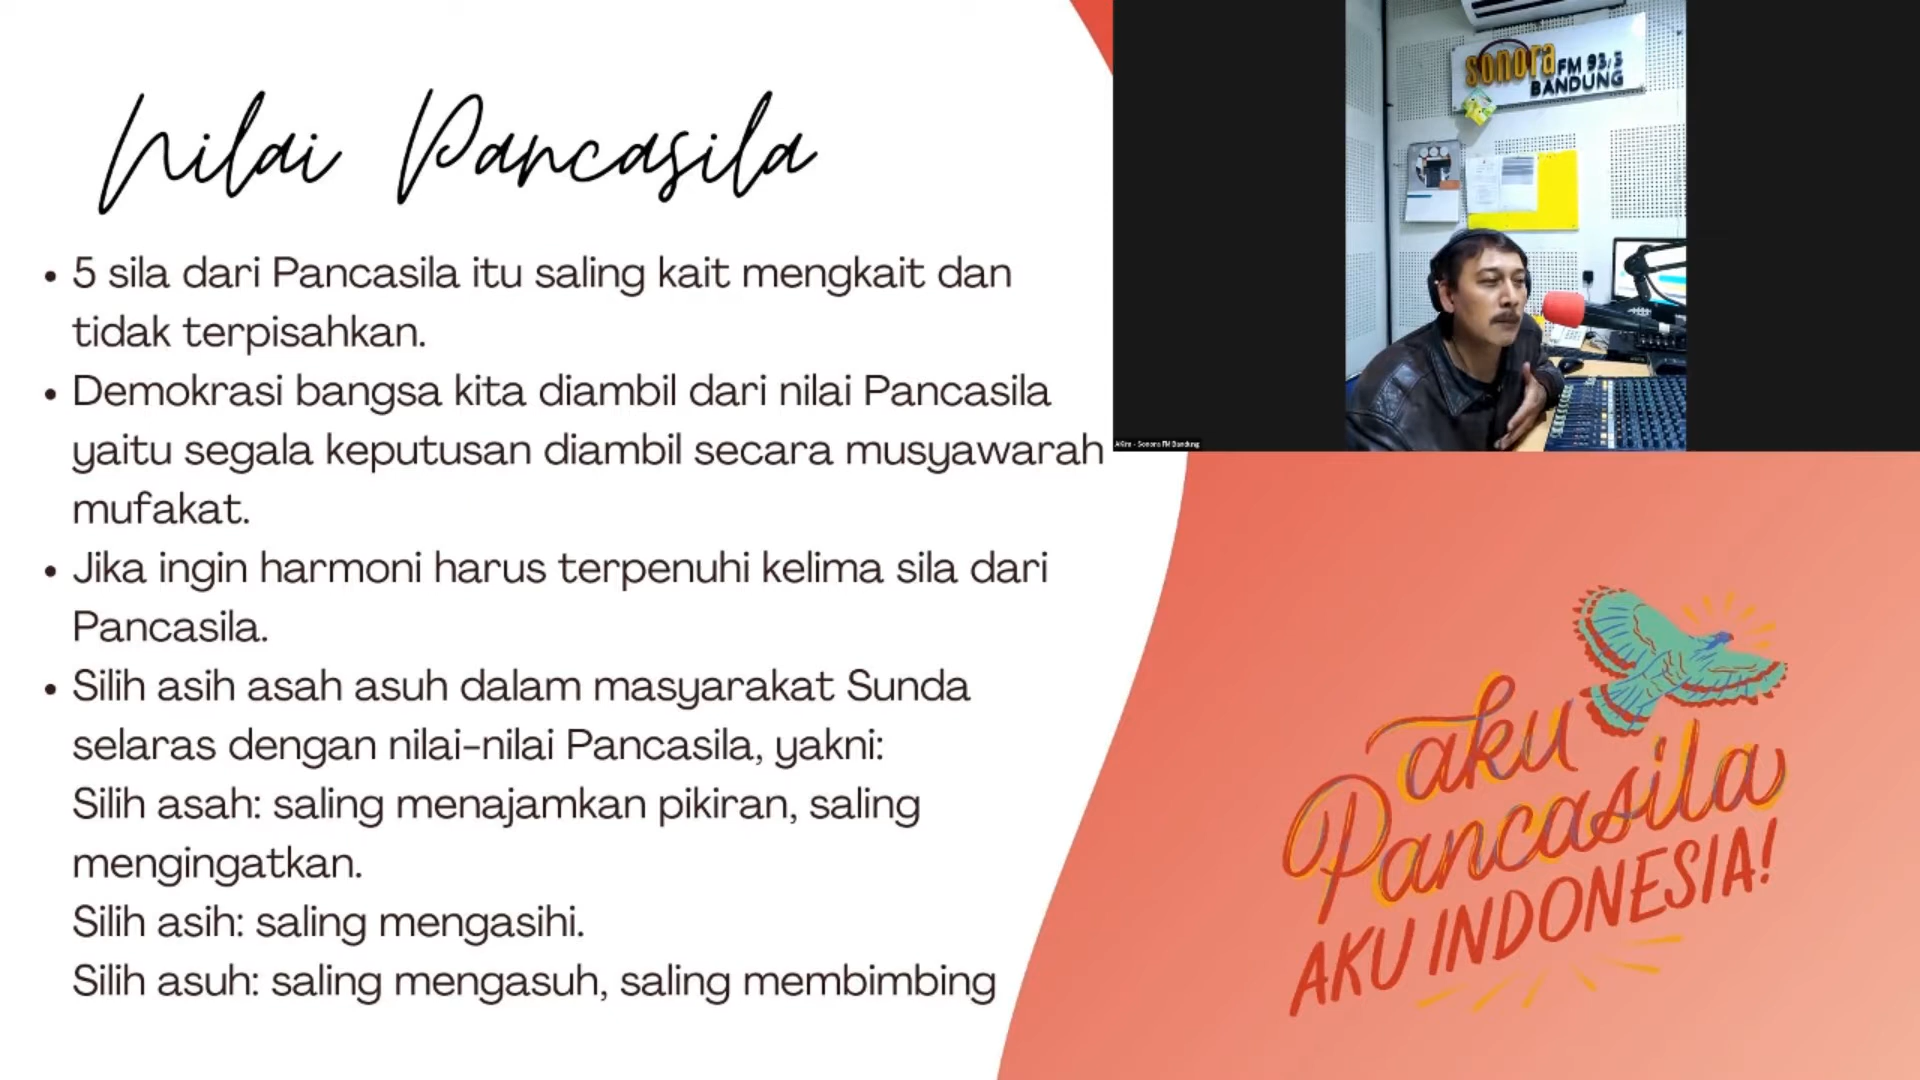 Nilai Pancasila
• 5 sila dari Pancasila itu saling kait mengkait dan
tidak terpisahkan.
• Demokrasi bangsa kita diambil dari nilai Pancasila
yaitu segala keputusan diambil secara musyawarah
mufakat.
• Jika ingin harmoni harus terpenuhi kelima sila dari
Pancasila.
• Silih asih asah asuh dalam masyarakat Sunda
selaras dengan nilai-nilai Pancasila, yakni:
Silih asah: saling menajamkan pikiran, saling
mengingatkan.
Silih asih: saling mengasihi.
Silih asuh: saling mengasuh, saling membimbing
sonora FM 93,3
BANDUNG
- Sonora FM Bandung
aku
Pancasila
AKU INDONESIA!